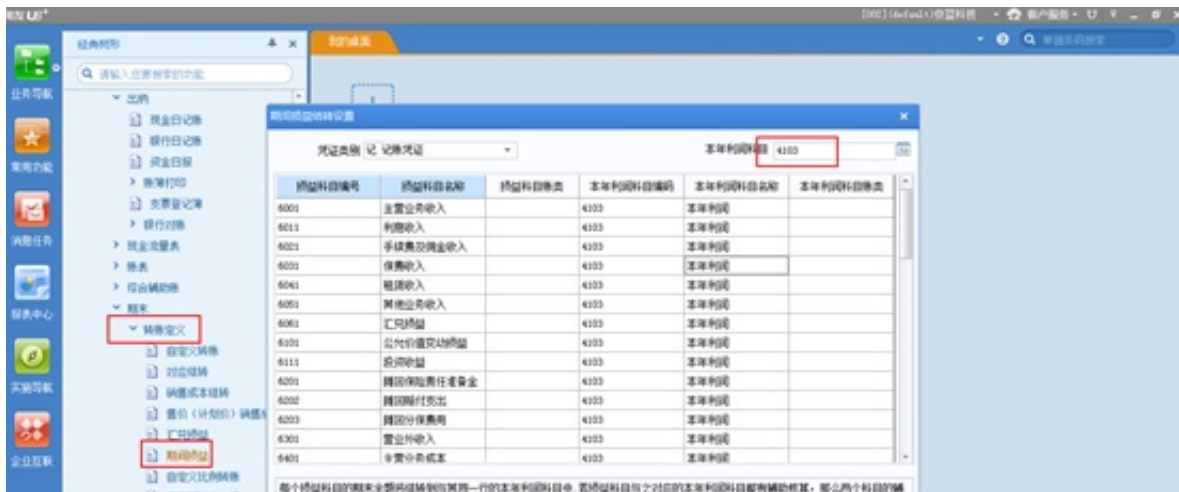 经典树形
我的桌面
请输入您要搜索的功能
业务导航
常用功能
消息任务
报表中心
实施导航
企业互联
出纳
现金日记账
银行日记账
资金日报
账簿打印
支票登记簿
银行对账
现金流量表
账表
综合辅助账
期末
转账定义
自定义转账
对应结转
销售成本结转
售价（计划价）销售
汇兑损益
期间损益
自定义比例转账
期间损益结转设置
凭证类别 记 记账凭证 本年利润科目 4103
损益科目编号 损益科目名称 损益科目账类 本年利润科目编码 本年利润科目名称 本年利润科目账类
6001 主营业务收入 4103 本年利润
6011 利息收入 4103 本年利润
6021 手续费及佣金收入 4103 本年利润
6031 保费收入 4103 本年利润
6041 租赁收入 4103 本年利润
6051 其他业务收入 4103 本年利润
6061 汇兑损益 4103 本年利润
6101 公允价值变动损益 4103 本年利润
6111 投资收益 4103 本年利润
6201 摊回保险责任准备金 4103 本年利润
6202 摊回赔付支出 4103 本年利润
6203 摊回分保费用 4103 本年利润
6301 营业外收入 4103 本年利润
6401 主营业务成本 4103 本年利润
每个损益科目的期末余额将结转到与其同一行的本年利润科目中. 若损益科目与之对应的本年利润科目都有辅助核算，那么两个科目的辅